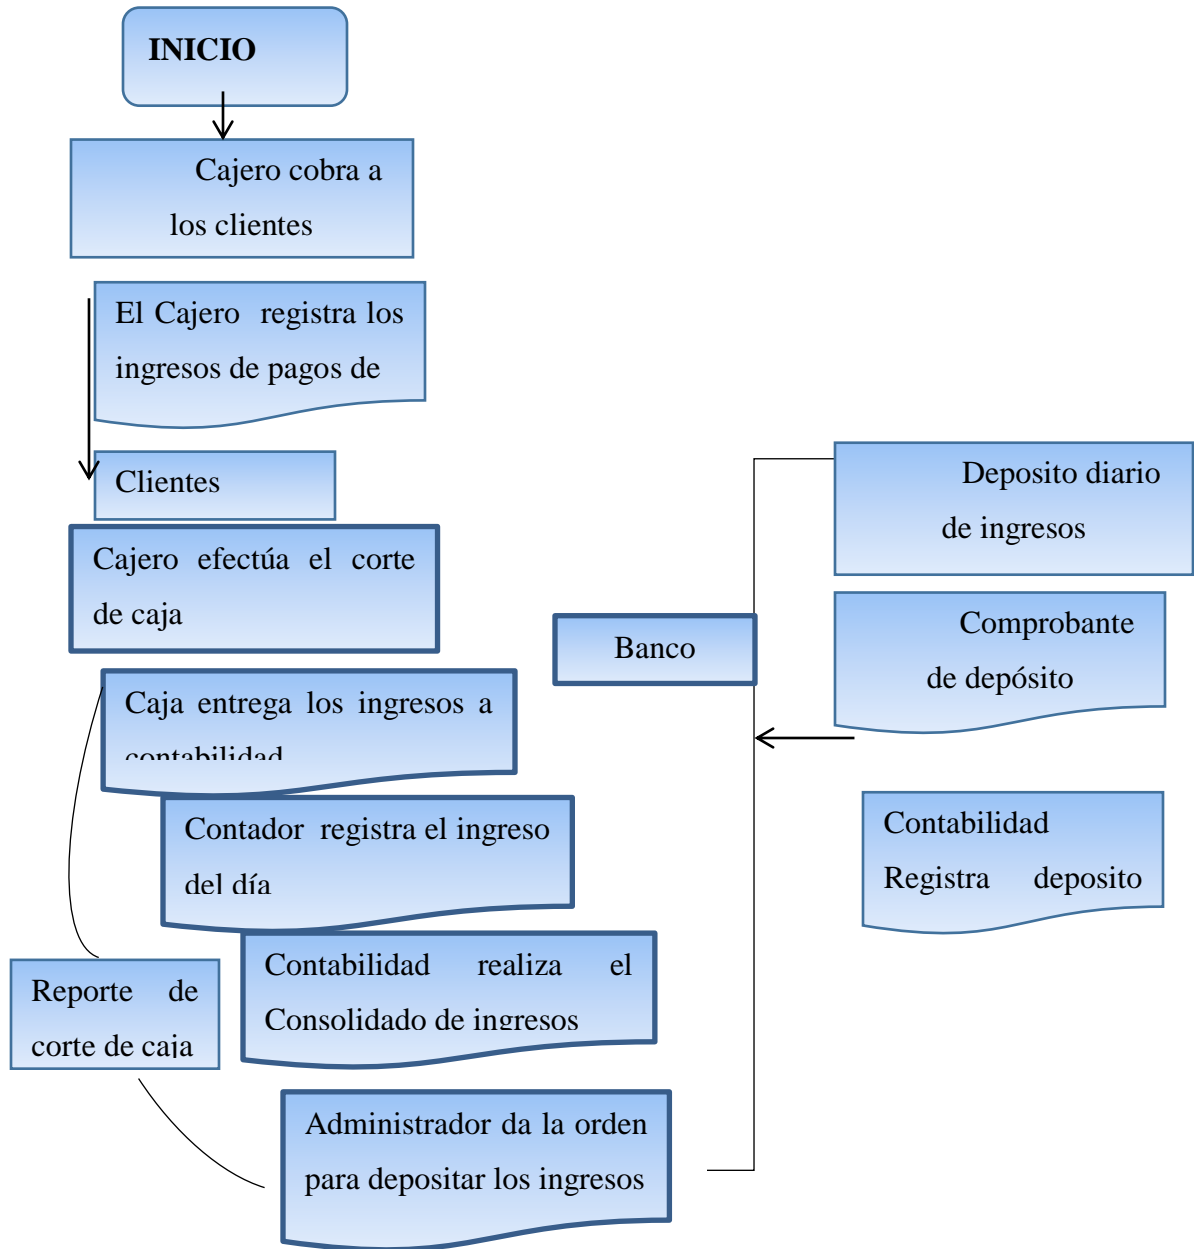 INICIO
Cajero cobra a
los clientes
El Cajero registra los
ingresos de pagos de
Clientes
Cajero efectúa el corte
de caja
Caja entrega los ingresos a
contabilidad
Contador registra el ingreso
del día
Contabilidad realiza el
Consolidado de ingresos
Reporte de
corte de caja
Administrador da la orden
para depositar los ingresos
Banco
Deposito diario
de ingresos
Comprobante
de depósito
Contabilidad
Registra deposito